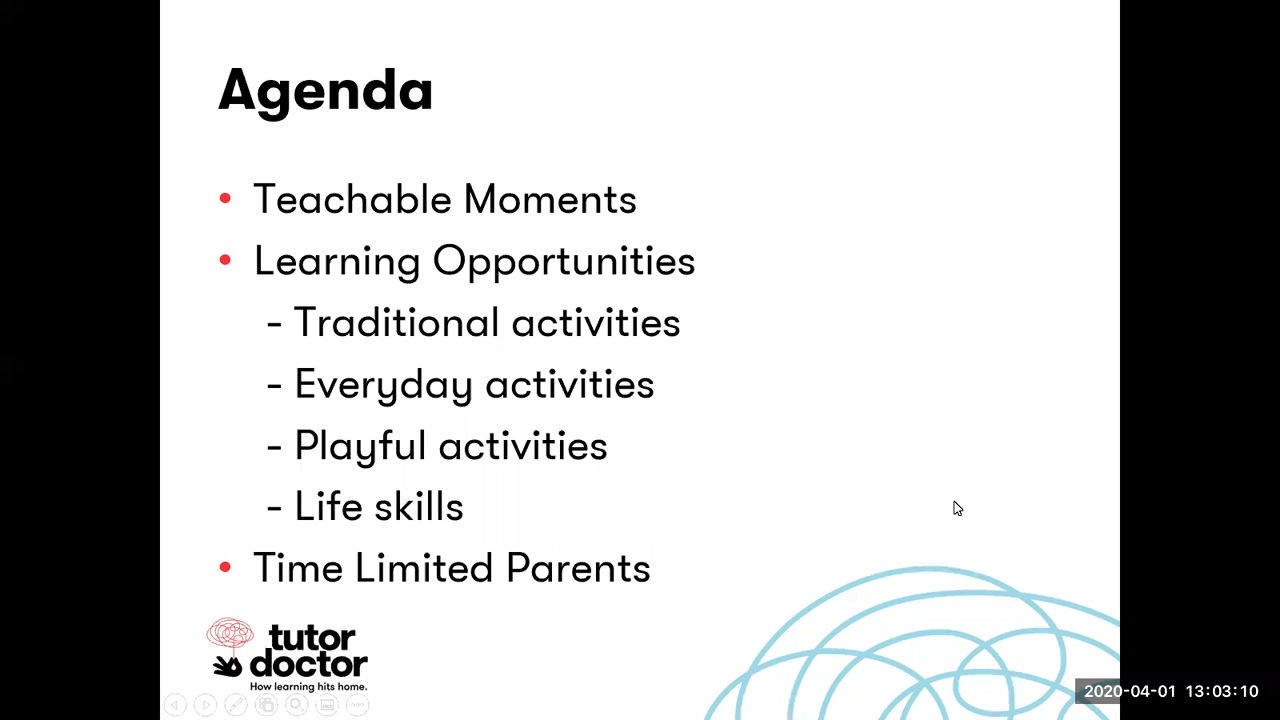 Agenda
• Teachable Moments
• Learning Opportunities
- Traditional activities
- Everyday activities
- Playful activities
- Life skills
• Time Limited Parents
tutor
doctor
How learning hits home.
2020-04-01 13:03:10